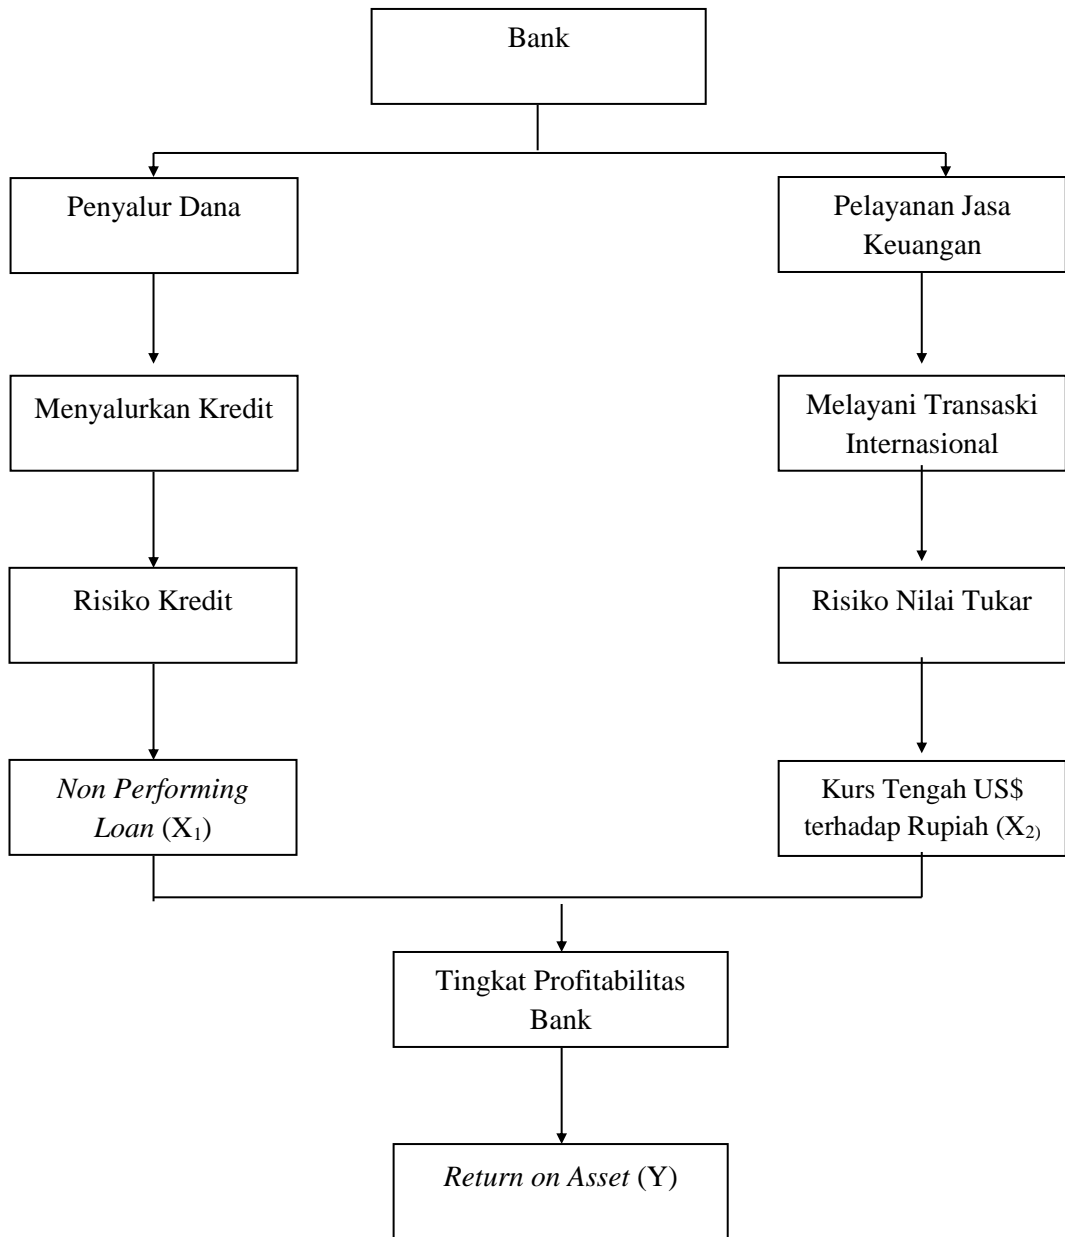 Bank
Penyalur Dana
Pelayanan Jasa
Keuangan
Menyalurkan Kredit
Melayani Transaski
Internasional
Risiko Kredit
Risiko Nilai Tukar
Non Performing
Loan (X₁)
Kurs Tengah US$
terhadap Rupiah (X₂)
Tingkat Profitabilitas
Bank
Return on Asset (Y)